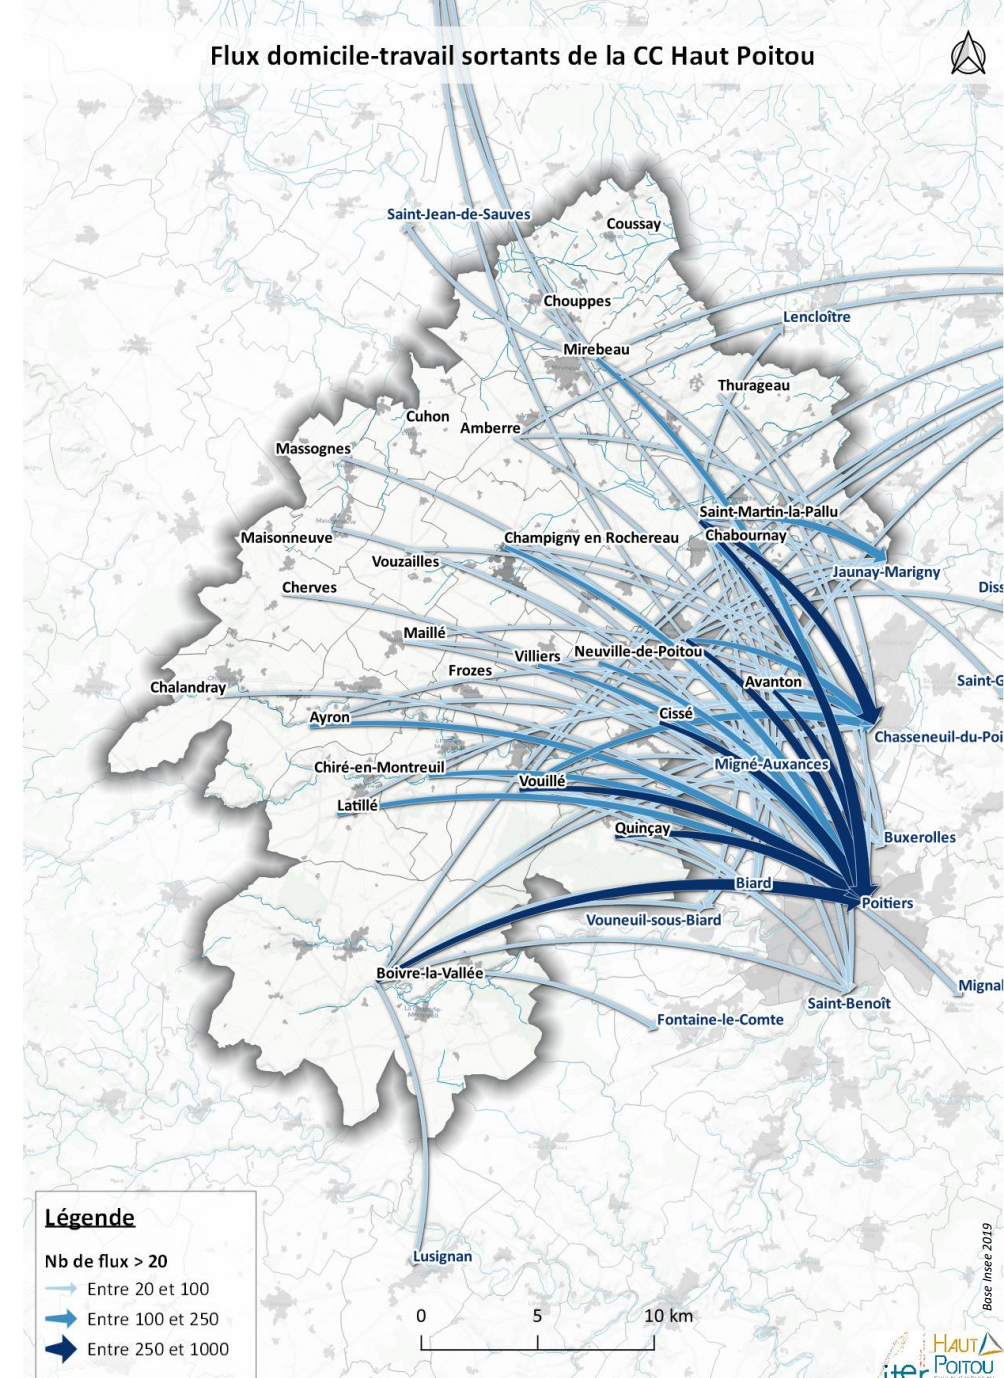 Flux domicile-travail sortants de la CC Haut Poitou
Saint-Jean-de-Sauves
Coussay
Chouppes
Lencloître
Mirebeau
Thurageau
Cuhon
Amberre
Massognes
Saint-Martin-la-Pallu
Maisonneuve
Champigny en Rochereau
Chabournay
Vouzailles
Jaunay-Marigny
Cherves
Diss
Maillé
Villiers
Neuville-de-Poitou
Frozes
Avanton
Saint-G
Chalandray
Ayron
Cissé
Chasseneuil-du-Poi
Chiré-en-Montreuil
Migné-Auxances
Vouillé
Latillé
Quinçay
Buxerolles
Biard
Poitiers
Vouneuil-sous-Biard
Boivre-la-Vallée
Mignal
Saint-Benoît
Fontaine-le-Comte
Lusignan
Légende
Nb de flux > 20
Entre 20 et 100
Entre 100 et 250
Entre 250 et 1000
0 5 10 km
Base Insee 2019
iter
HAUT
POITOU